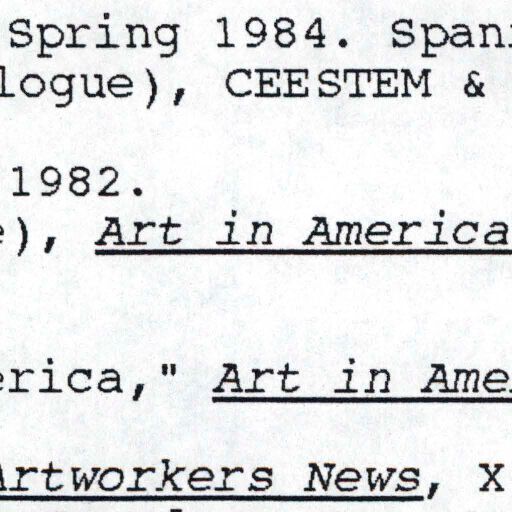 Spring 1984. Spani
logue), CEESTEM &
1982.
e), Art in America
erica," Art in Ame
Artworkers News, X